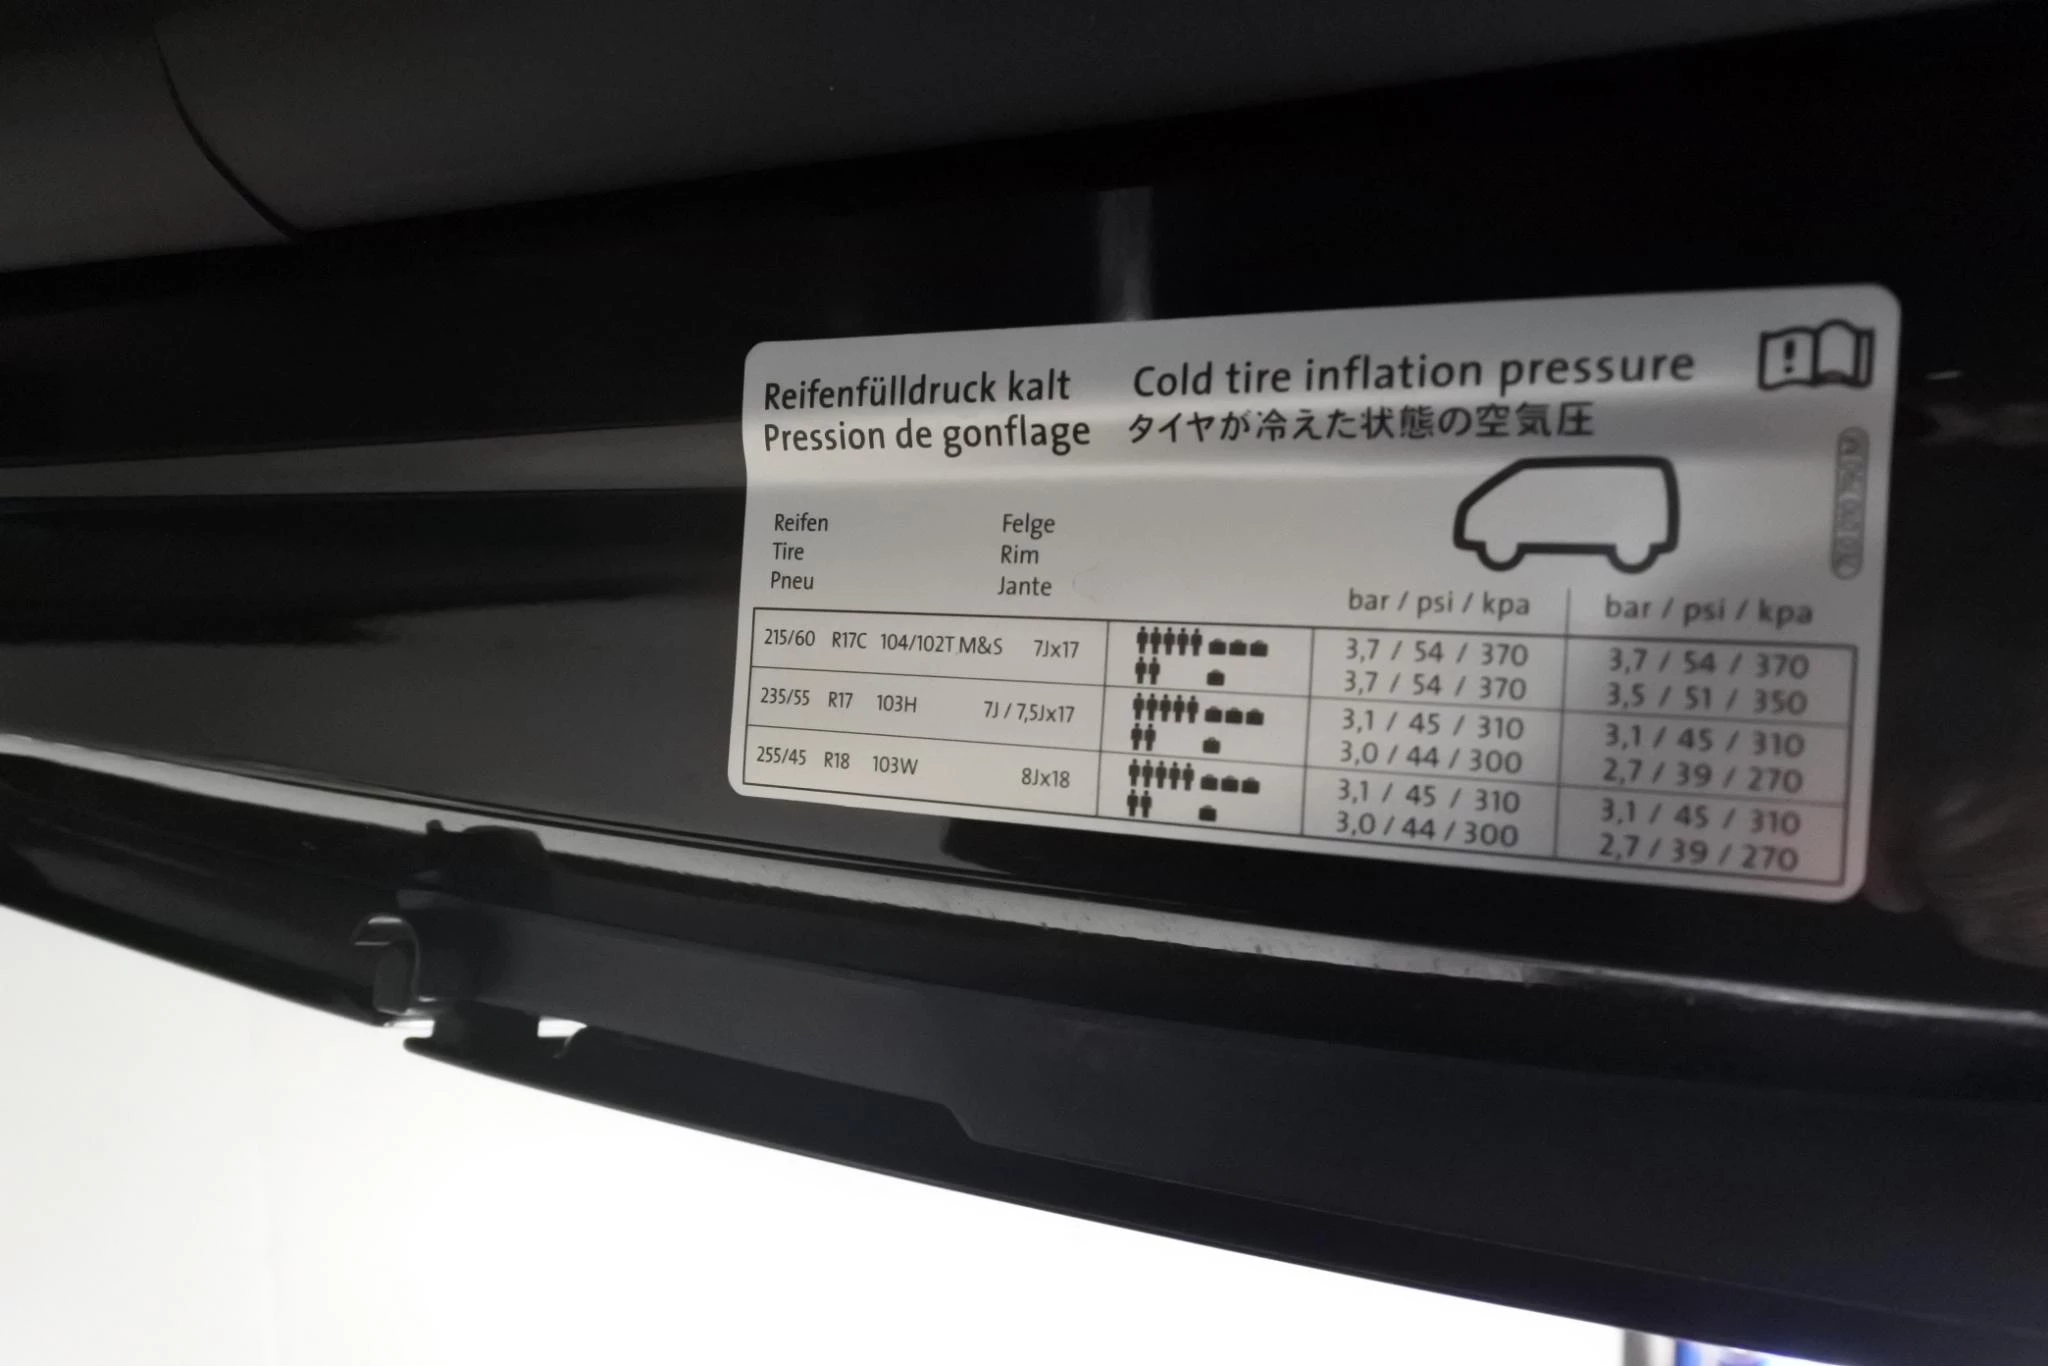 Reifenfülldruck kalt
Pression de gonflage
Cold tire inflation pressure
タイヤが冷えた状態の空気圧
Reifen
Tire
Pneu
Felge
Rim
Jante
bar / psi / kpa
bar / psi / kpa
215/60 R17C 104/102T M&S 7Jx17
3,7 / 54 / 370
3,7 / 54 / 370
3,7 / 54 / 370
3,5 / 51 / 350
235/55 R17 103H 7J / 7,5Jx17
3,1 / 45 / 310
3,1 / 45 / 310
3,0 / 44 / 300
2,7 / 39 / 270
255/45 R18 103W 8Jx18
3,1 / 45 / 310
3,1 / 45 / 310
3,0 / 44 / 300
2,7 / 39 / 270